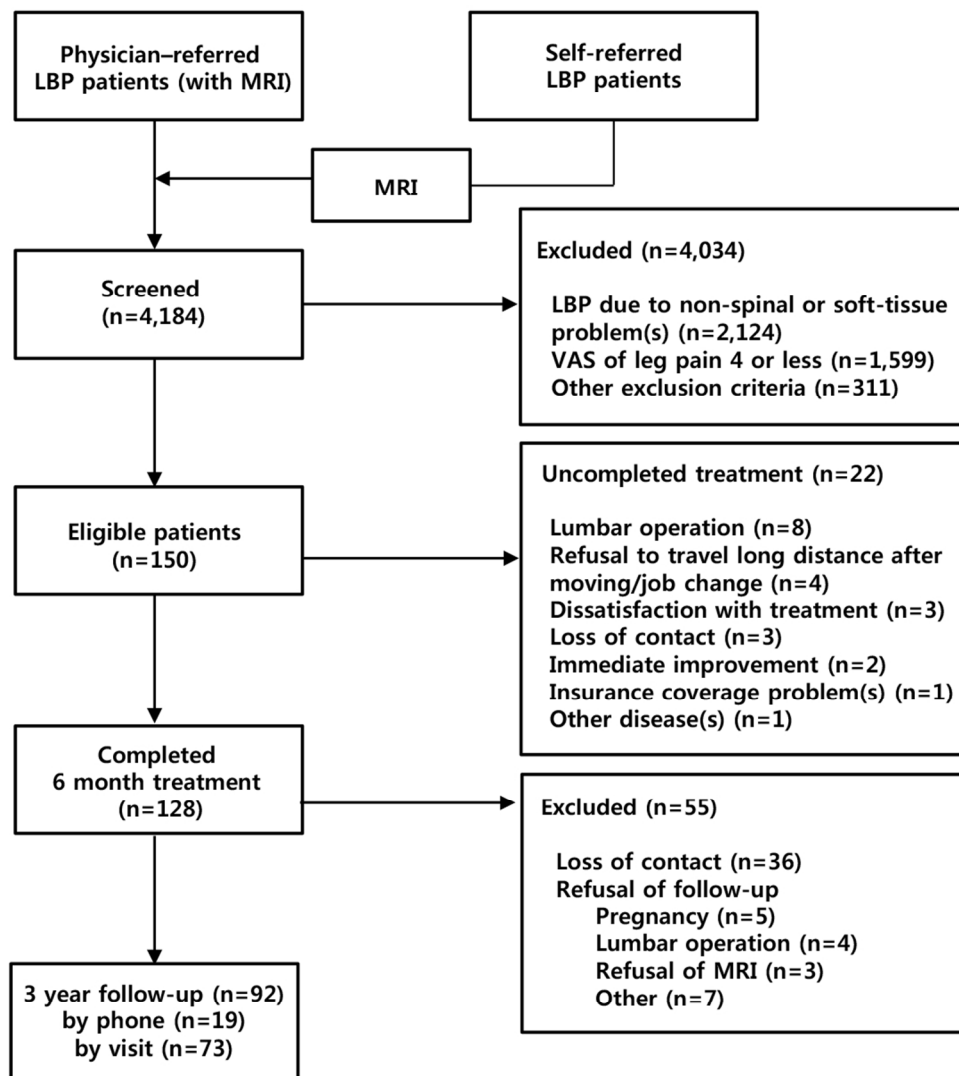 Physician–referred
LBP patients (with MRI)
Self-referred
LBP patients
MRI
Screened
(n=4,184)
Excluded (n=4,034)
LBP due to non-spinal or soft-tissue
problem(s) (n=2,124)
VAS of leg pain 4 or less (n=1,599)
Other exclusion criteria (n=311)
Eligible patients
(n=150)
Uncompleted treatment (n=22)
Lumbar operation (n=8)
Refusal to travel long distance after
moving/job change (n=4)
Dissatisfaction with treatment (n=3)
Loss of contact (n=3)
Immediate improvement (n=2)
Insurance coverage problem(s) (n=1)
Other disease(s) (n=1)
Completed
6 month treatment
(n=128)
Excluded (n=55)
Loss of contact (n=36)
Refusal of follow-up
Pregnancy (n=5)
Lumbar operation (n=4)
Refusal of MRI (n=3)
Other (n=7)
3 year follow-up (n=92)
by phone (n=19)
by visit (n=73)